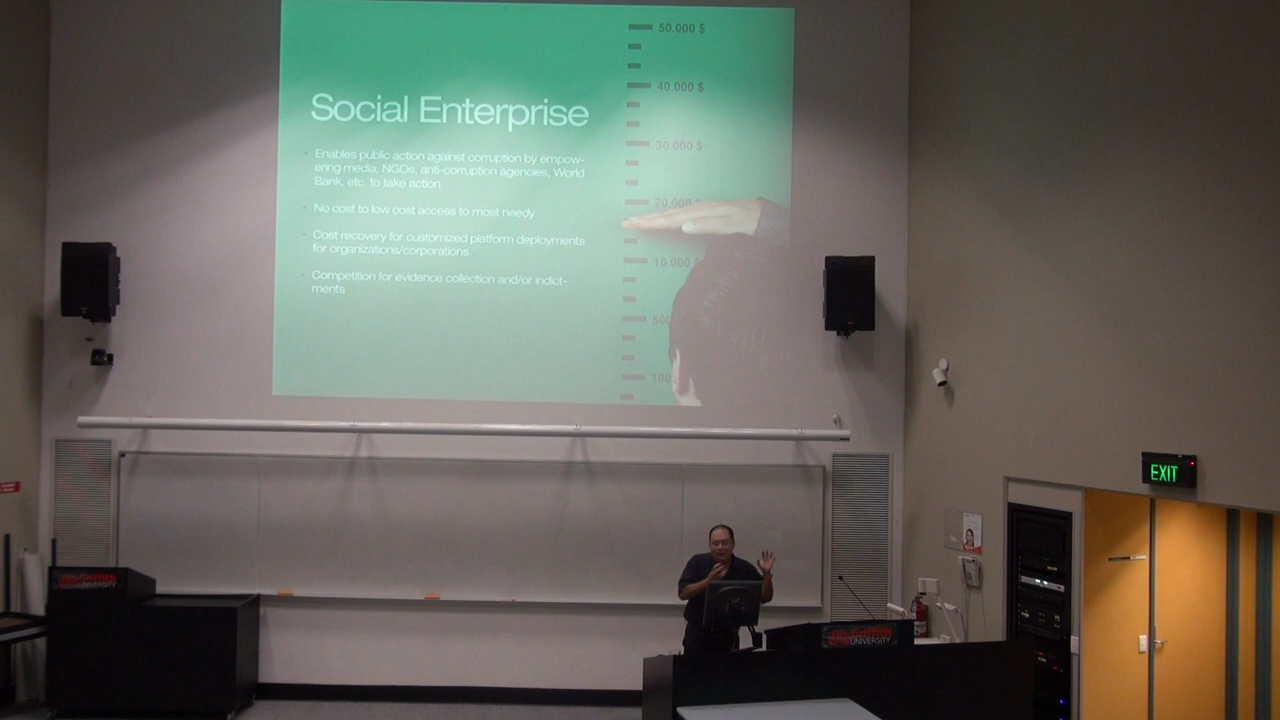 50.000 $
40.000 $
30.000 $
20.000
10.000 $
500
100
Social Enterprise
Enables public action against corruption by empow-
ering media, NGOs, anti-corruption agencies, World
Bank, etc. to take action.
No cost to low cost access to most needy
Cost recovery for customized platform deployments
for organizations/corporations.
Competition for evidence collection and/or indict-
ments
EXIT
Griffith
UNIVERSITY
Griffith
UNIVERSITY